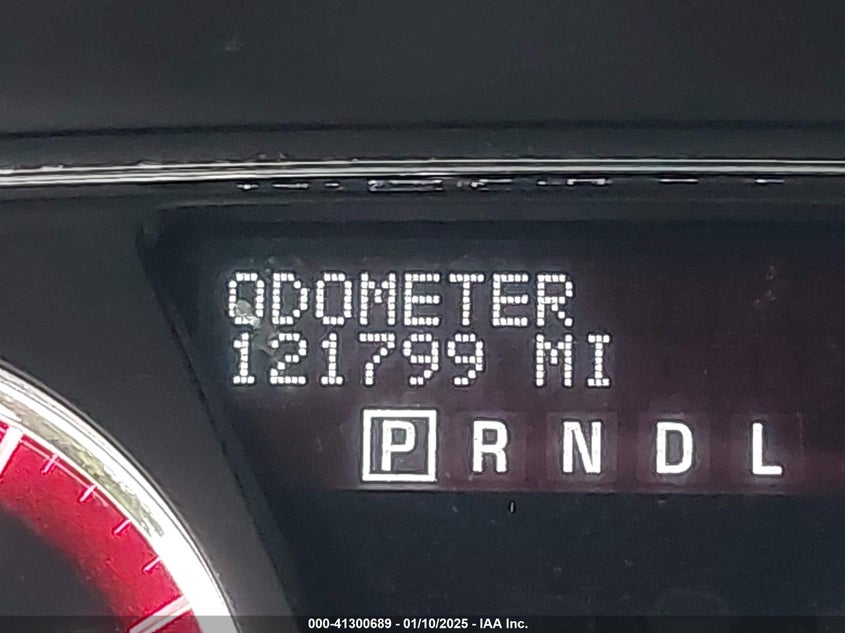 ODOMETER
121799 MI
P R N D L
000-41300689 - 01/10/2025 - IAA Inc.